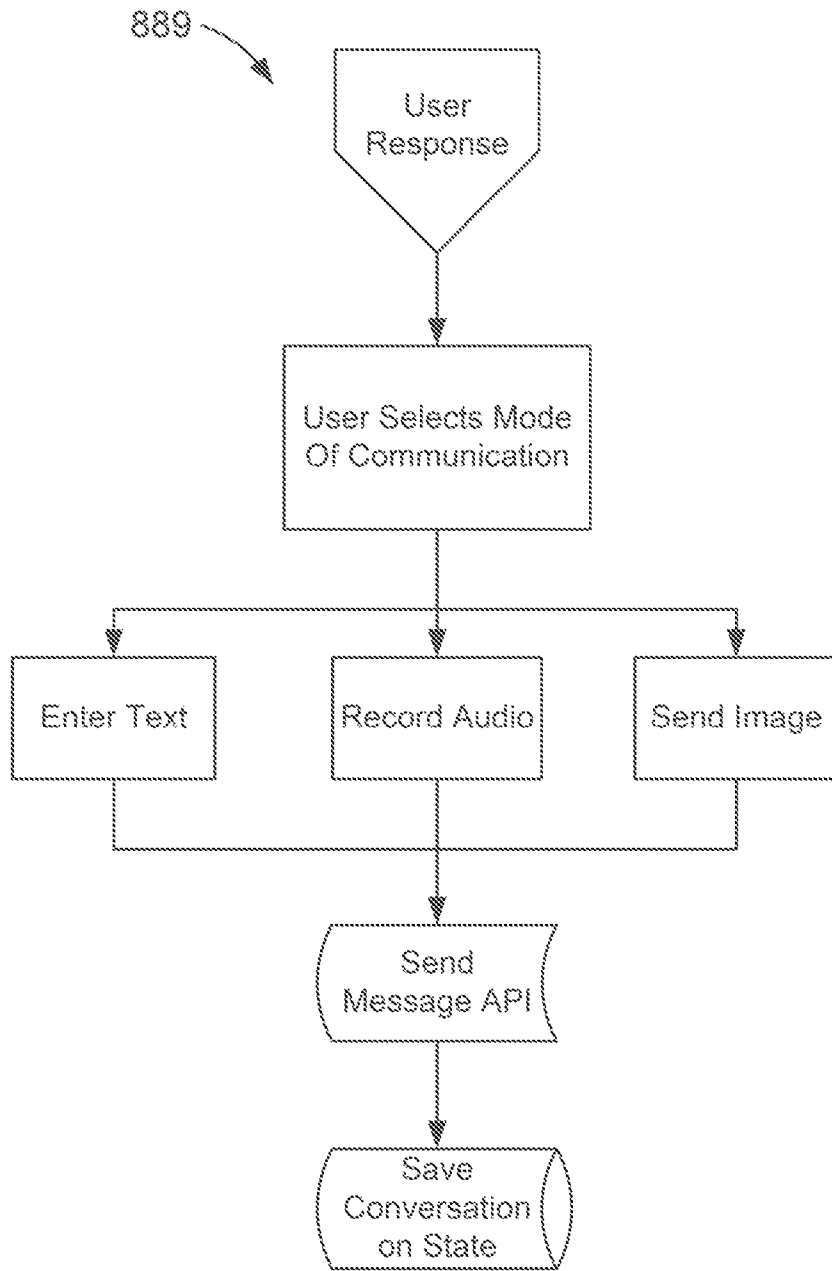 889
User
Response
User Selects Mode
Of Communication
Enter Text
Record Audio
Send Image
Send
Message API
Save
Conversation
on State